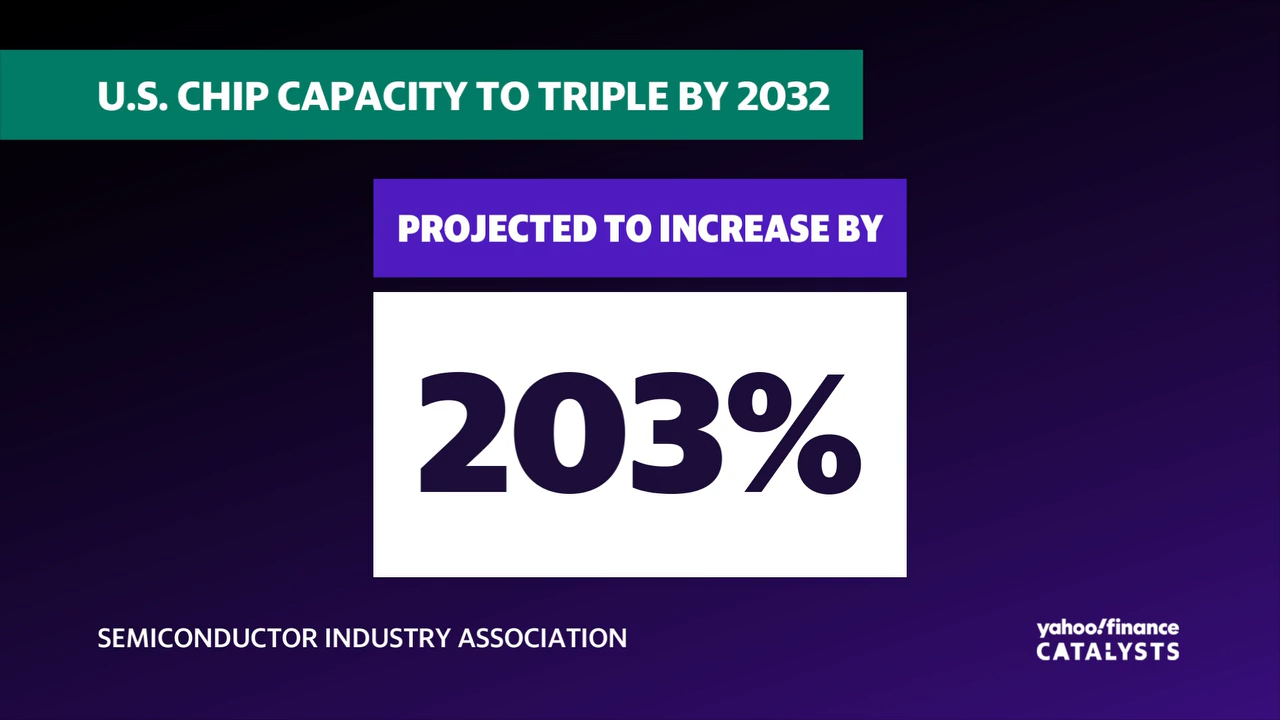 U.S. CHIP CAPACITY TO TRIPLE BY 2032
PROJECTED TO INCREASE BY
203%
SEMICONDUCTOR INDUSTRY ASSOCIATION
yahoo!finance
CATALYSTS